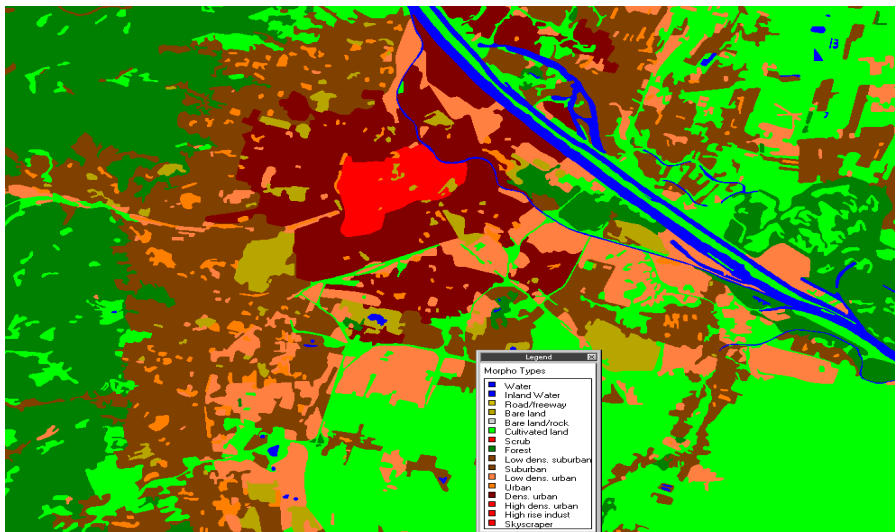 Legend
Morpho Types
Water
Inland Water
Road/freeway
Bare land
Bare land/rock
Cultivated land
Scrub
Forest
Low dens. suburban
Suburban
Low dens. urban
Urban
Dens. urban
High dens. urban
High rise indust
Skyscraper